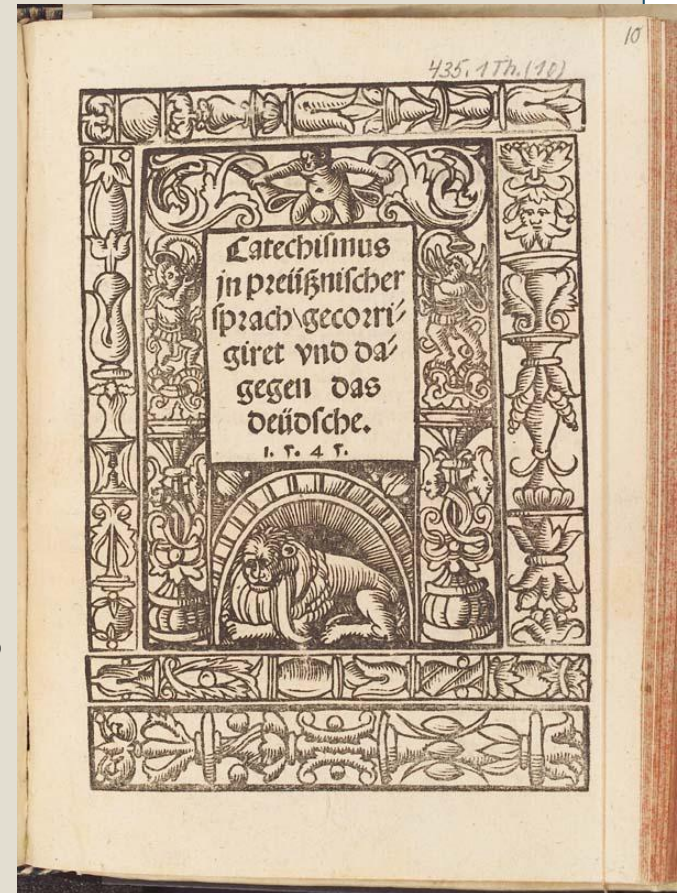 10
435. 1 Th. (10)
Catechismus
jn preüßnischer
sprach\gecorri⸗
giret vnd da⸗
gegen das
deüdsche.
1. 5. 4 5.